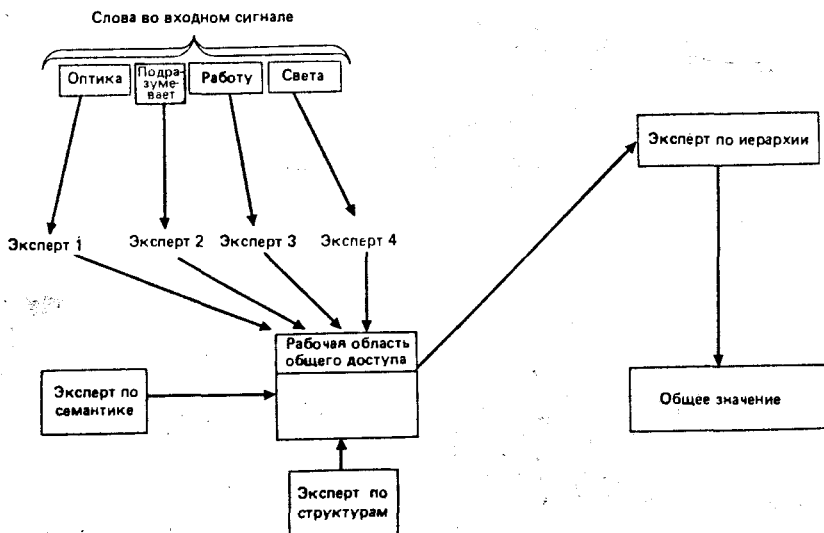 Слова во входном сигнале
Оптика
Подра-
зуме-
вает
Работу
Света
Эксперт по иерархии
Эксперт 1
Эксперт 2
Эксперт 3
Эксперт 4
Рабочая область
общего доступа
Эксперт по
семантике
Общее значение
Эксперт по
структурам